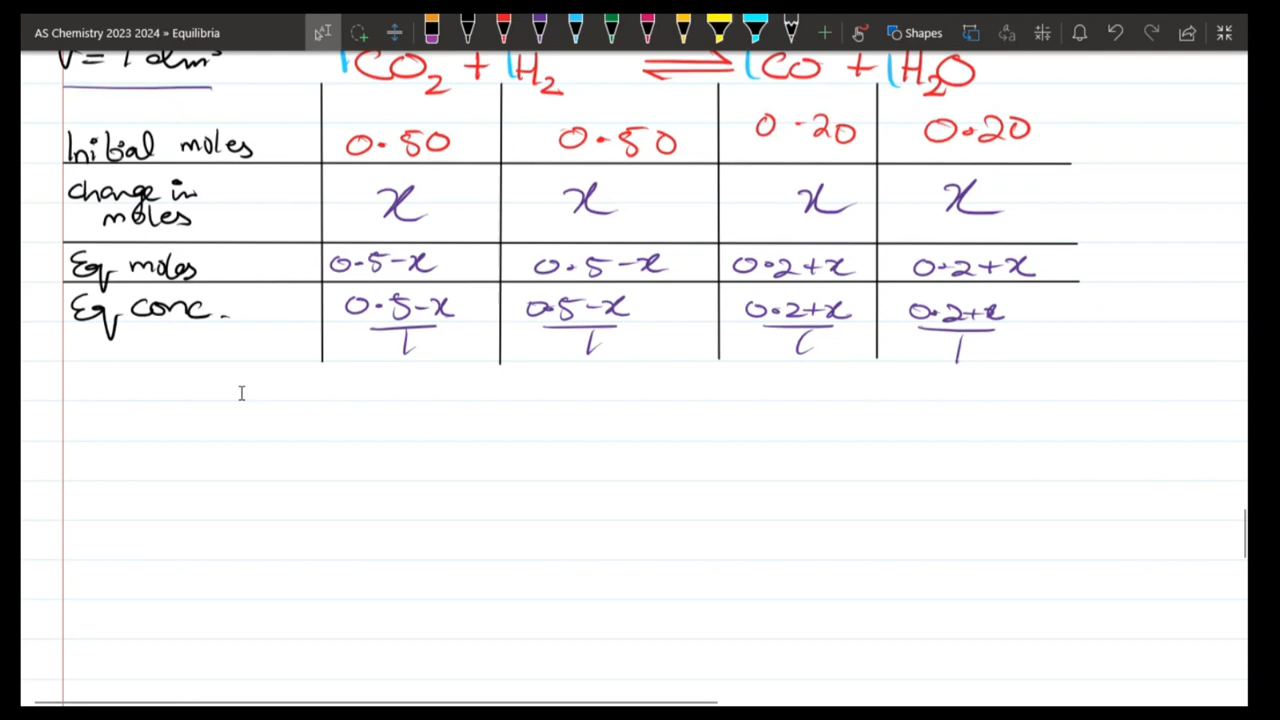 AS Chemistry 2023 2024 » Equilibria
Shapes
V = 1 dm³
1CO₂ + 1H₂ ⇌ 1CO + 1H₂O
Initial moles 0.50 0.50 0.20 0.20
change in moles x x x x
Eq moles 0.5-x 0.5-x 0.2+x 0.2+x
Eq conc. 0.5-x/1 0.5-x/1 0.2+x/1 0.2+x/1